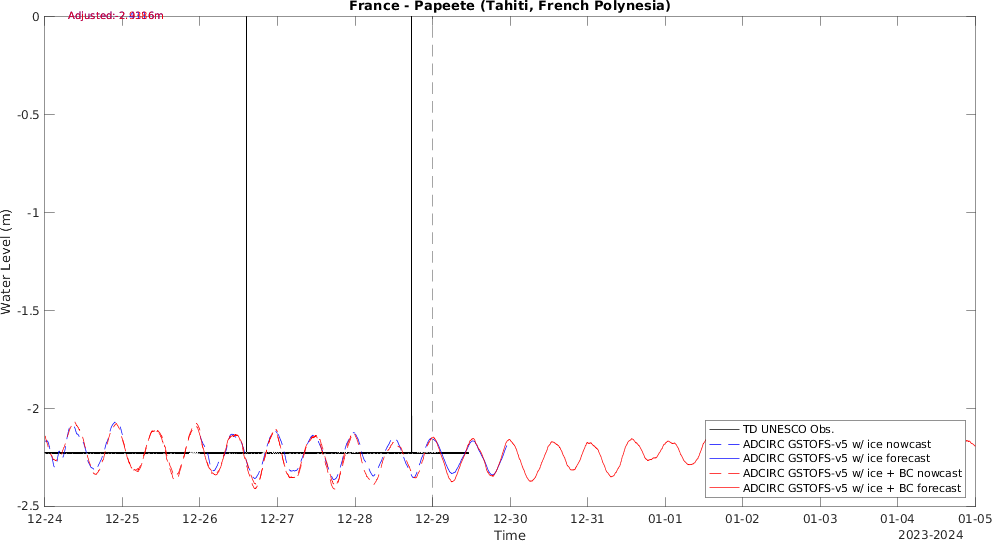 France - Papeete (Tahiti, French Polynesia)
Adjusted:
0
-0.5
-1
-1.5
-2
-2.5
Water Level (m)
12-24 12-25 12-26 12-27 12-28 12-29 12-30 12-31 01-01 01-02 01-03 01-04 01-05
Time
2023-2024
TD UNESCO Obs.
ADCIRC GSTOFS-v5 w/ ice nowcast
ADCIRC GSTOFS-v5 w/ ice forecast
ADCIRC GSTOFS-v5 w/ ice + BC nowcast
ADCIRC GSTOFS-v5 w/ ice + BC forecast